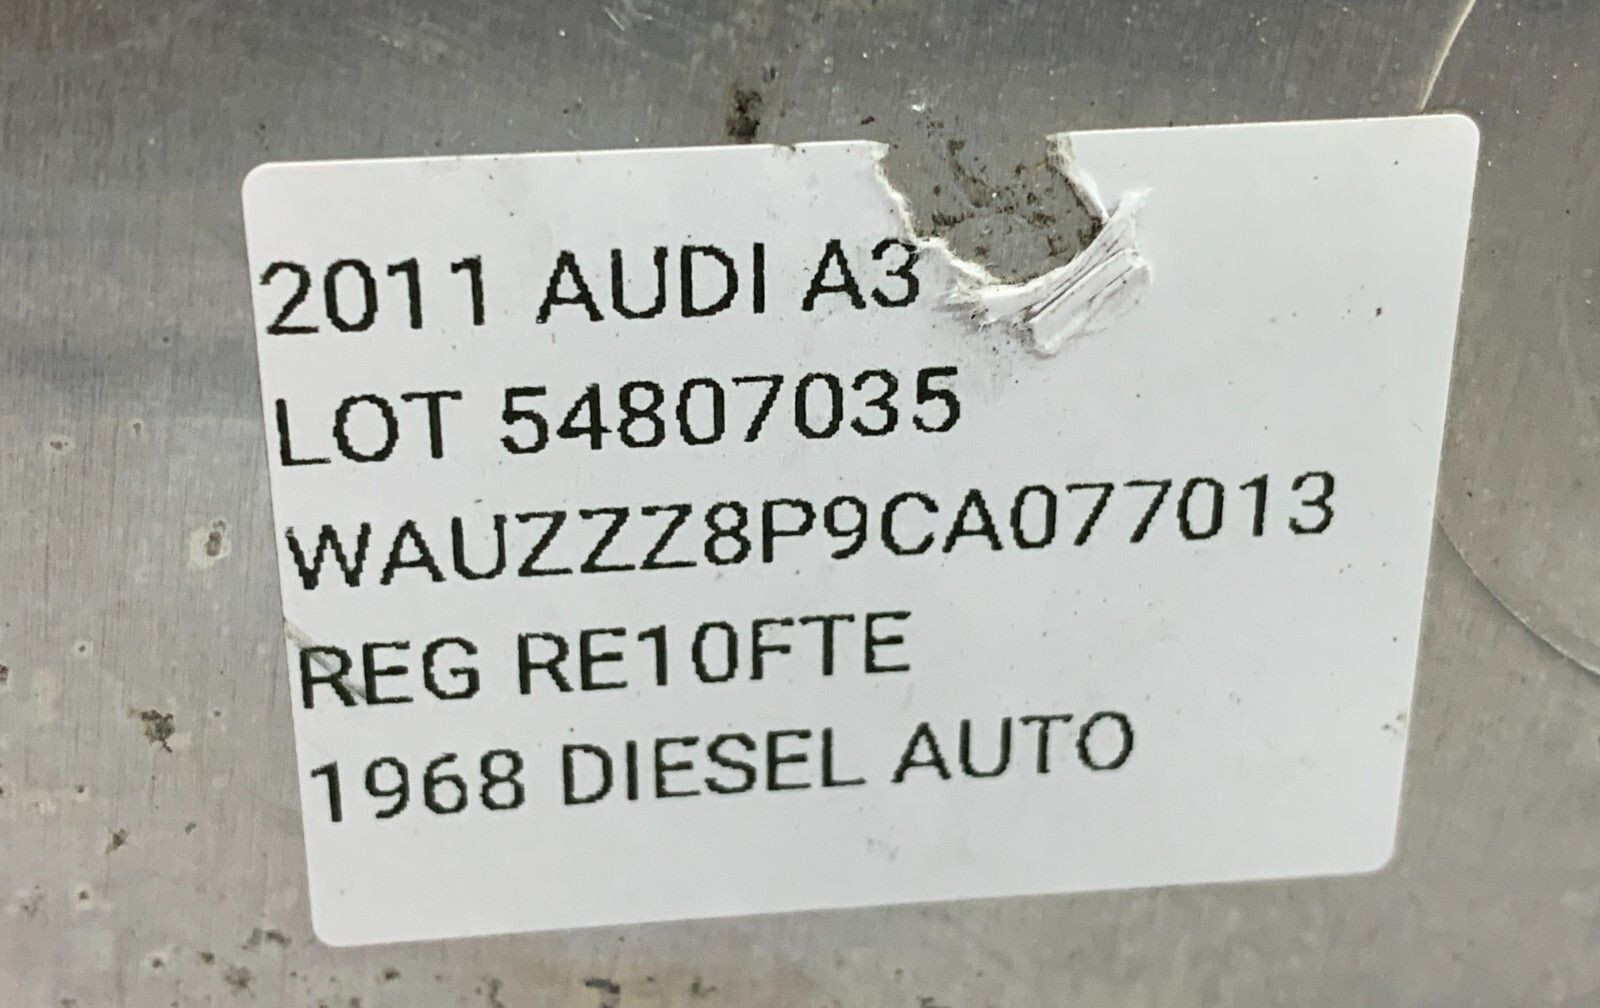 2011 AUDI A3
LOT 54807035
WAUZZZ8P9CA077013
REG RE10FTE
1968 DIESEL AUTO